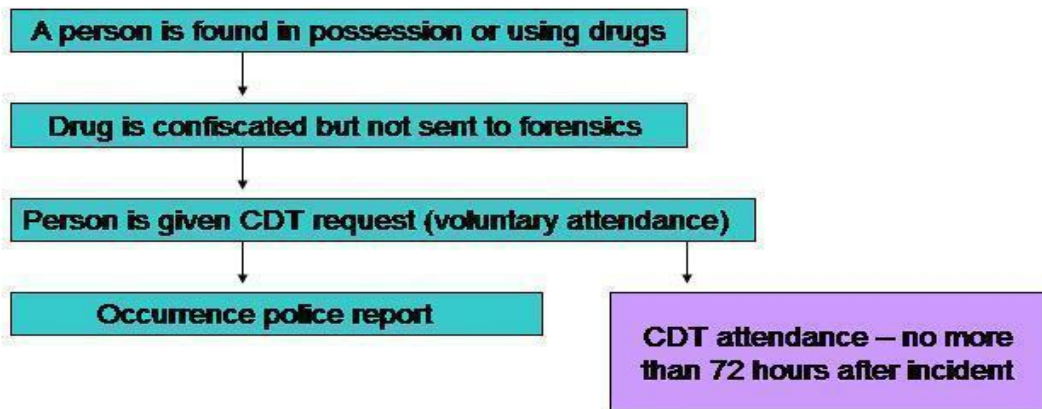 A person is found in possession or using drugs
Drug is confiscated but not sent to forensics
Person is given CDT request (voluntary attendance)
Occurrence police report
CDT attendance – no more
than 72 hours after incident